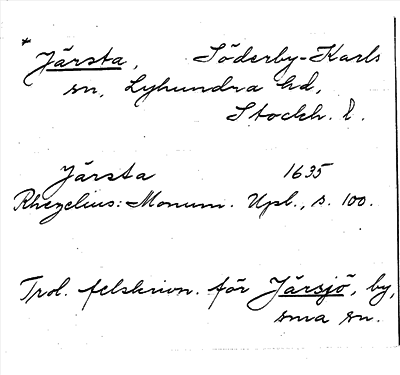 * Järsta, Söderby-Karls
sn, Lyhundra hd,
Stockh. l.
Järsta 1635
Rhezelius: Monum. Upl., s. 100.
Trol. felskrivn. för Järsjö, by,
sma sn.